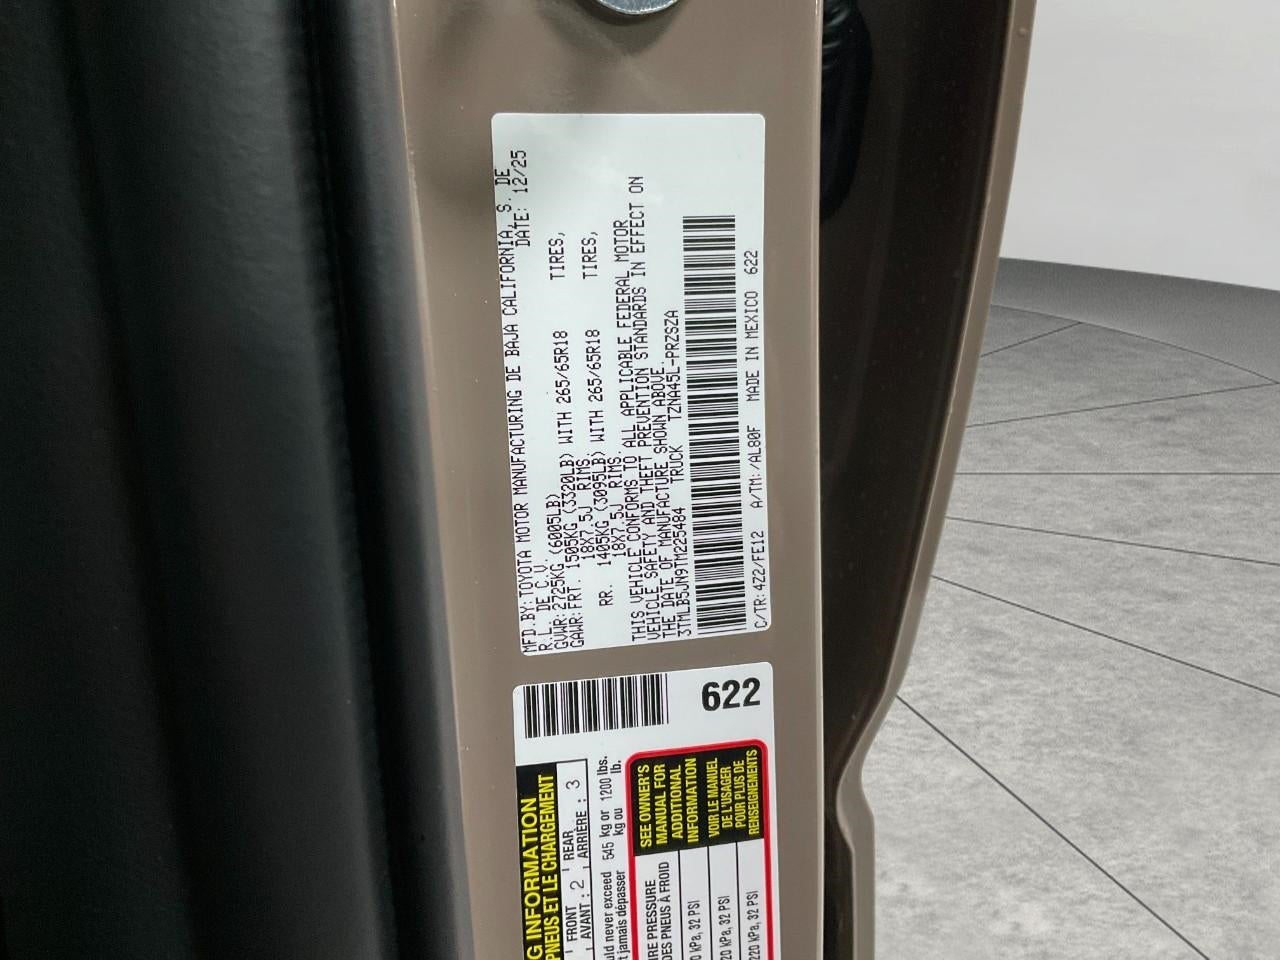 MFD.BY: TOYOTA MOTOR MANUFACTURING DE BAJA CALIFORNIA, S. DE
R.L. DE C.V. DATE: 12/25
GVWR: 2725KG (6005LB)
GAWR: FRT. 1505KG (3320LB) WITH 265/65R18 TIRES,
18X7.5J RIMS.
RR. 1405KG (3095LB) WITH 265/65R18 TIRES,
18X7.5J RIMS.
THIS VEHICLE CONFORMS TO ALL APPLICABLE FEDERAL MOTOR
VEHICLE SAFETY AND THEFT PREVENTION STANDARDS IN EFFECT ON
THE DATE OF MANUFACTURE SHOWN ABOVE.
3TMLB5JN9TM225484 TRUCK TZNA45L-PRZSZA
C/TR: 4Z2/FE12 A/TM: /AL80F MADE IN MEXICO 622
622
INFORMATION
PNEUS ET LE CHARGEMENT
FRONT REAR
AVANT : 2 ARRIÈRE : 3
never exceed 545 kg or 1200 lbs.
jamais dépasser kg ou lb.
SEE OWNER'S
MANUAL FOR
ADDITIONAL
INFORMATION
VOIR LE MANUEL
DE L'USAGER
POUR PLUS DE
RENSEIGNEMENTS
PRESSURE
DES PNEUS À FROID
kPa, 32 PSI
kPa, 32 PSI
220 kPa, 32 PSI